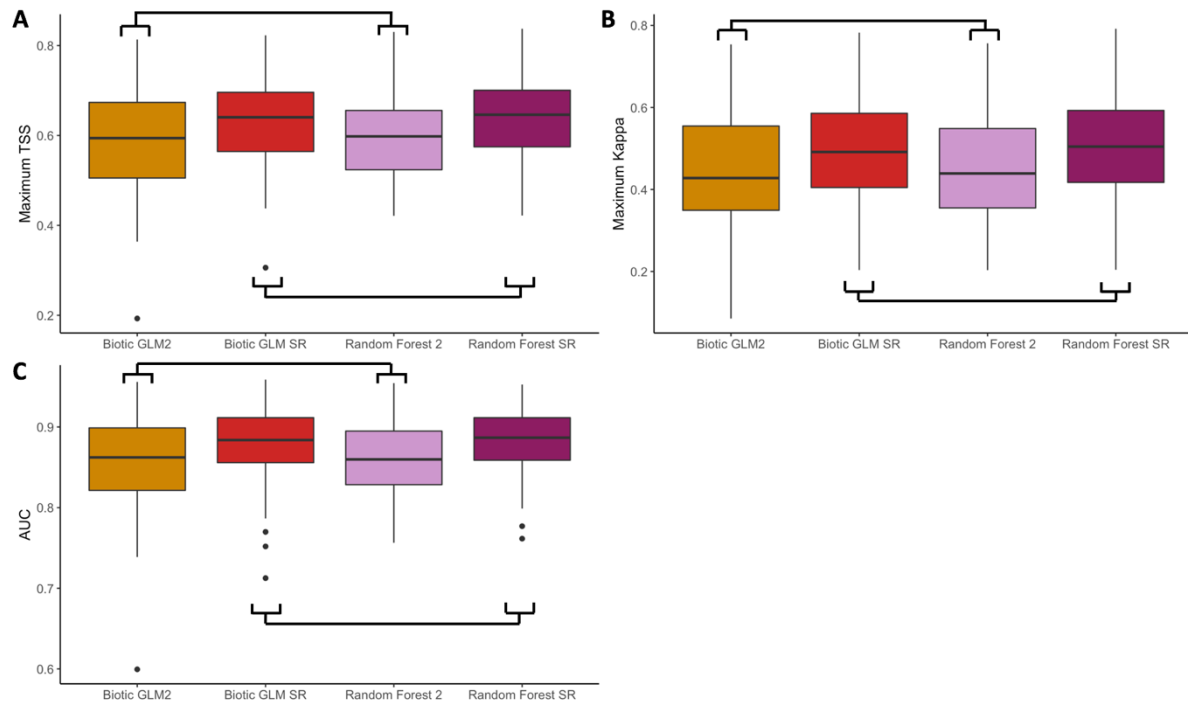 A
Maximum TSS
0.8
0.6
0.4
0.2
Biotic GLM2 Biotic GLM SR Random Forest 2 Random Forest SR
B
Maximum Kappa
0.8
0.6
0.4
0.2
Biotic GLM2 Biotic GLM SR Random Forest 2 Random Forest SR
C
AUC
0.9
0.8
0.7
0.6
Biotic GLM2 Biotic GLM SR Random Forest 2 Random Forest SR